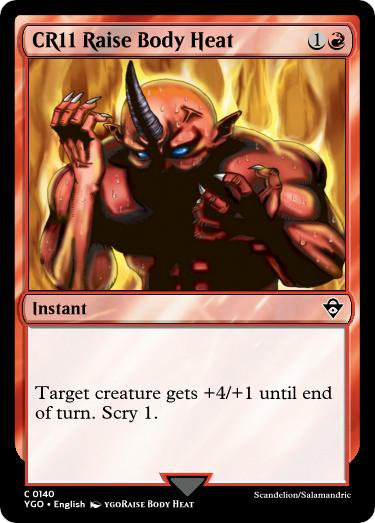 CR11 Raise Body Heat 1
Instant
Target creature gets +4/+1 until end
of turn. Scry 1.
C 0140
YGO • English ygoRaise Body Heat
Scandelion/Salamandric